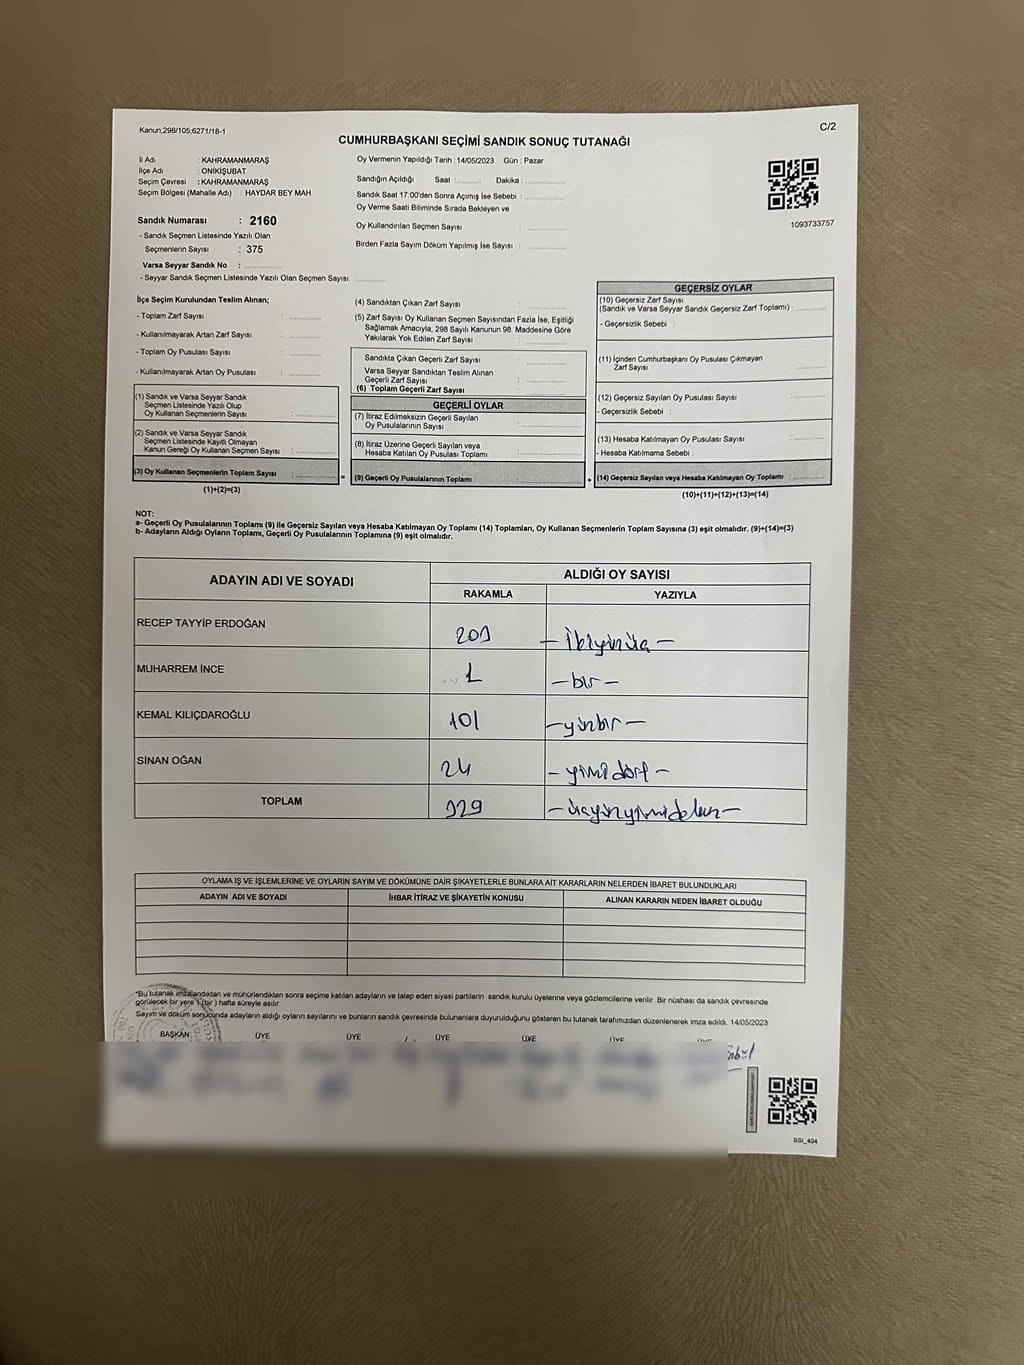 Kanun,298/105,6271/18-1
C/2
CUMHURBAŞKANI SEÇİMİ SANDIK SONUÇ TUTANAĞI
İl Adı : KAHRAMANMARAŞ
İlçe Adı : ONİKİŞUBAT
Seçim Çevresi : KAHRAMANMARAŞ
Seçim Bölgesi (Mahalle Adı) : HAYDAR BEY MAH.
Sandık Numarası : 2160
- Sandık Seçmen Listesinde Yazılı Olan
Seçmenlerin Sayısı : 375
Varsa Seyyar Sandık No :
- Seyyar Sandık Seçmen Listesinde Yazılı Olan Seçmen Sayısı:
Oy Vermenin Yapıldığı Tarih : 14/05/2023 Gün : Pazar
Sandığın Açıldığı Saat : Dakika :
Sandık Saat 17:00'den Sonra Açımış İse Sebebi :
Oy Verme Saati Bitiminde Sırada Bekleyen ve
Oy Kullandırılan Seçmen Sayısı :
Birden Fazla Sayım Döküm Yapılmış İse Sayısı :
1093733757
İlçe Seçim Kurulundan Teslim Alınan;
- Toplam Zarf Sayısı :
- Kullanılmayarak Artan Zarf Sayısı :
- Toplam Oy Pusulası Sayısı :
- Kullanılmayarak Artan Oy Pusulası :
(1) Sandık ve Varsa Seyyar Sandık
Seçmen Listesinde Yazılı Olup
Oy Kullanan Seçmenlerin Sayısı :
(2) Sandık ve Varsa Seyyar Sandık
Seçmen Listesinde Kayıtlı Olmayan
Kanun Gereği Oy Kullanan Seçmen Sayısı :
(3) Oy Kullanan Seçmenlerin Toplam Sayısı :
(1)+(2)=(3)
(4) Sandıktan Çıkan Zarf Sayısı :
(5) Zarf Sayısı Oy Kullanan Seçmen Sayısından Fazla İse, Eşitliği
Sağlamak Amacıyla; 298 Sayılı Kanunun 98. Maddesine Göre
Yakılarak Yok Edilen Zarf Sayısı :
Sandıkta Çıkan Geçerli Zarf Sayısı :
Varsa Seyyar Sandıktan Teslim Alınan
Geçerli Zarf Sayısı :
(6) Toplam Geçerli Zarf Sayısı :
GEÇERLİ OYLAR
(7) İtiraz Edilmeksizin Geçerli Sayılan
Oy Pusulalarının Sayısı :
(8) İtiraz Üzerine Geçerli Sayılan veya
Hesaba Katılan Oy Pusulası Toplamı :
= (9) Geçerli Oy Pusulalarının Toplamı :
GEÇERSİZ OYLAR
(10) Geçersiz Zarf Sayısı
(Sandık ve Varsa Seyyar Sandık Geçersiz Zarf Toplamı) :
- Geçersizlik Sebebi :
(11) İçinden Cumhurbaşkanı Oy Pusulası Çıkmayan
Zarf Sayısı :
(12) Geçersiz Sayılan Oy Pusulası Sayısı :
- Geçersizlik Sebebi :
(13) Hesaba Katılmayan Oy Pusulası Sayısı :
- Hesaba Katılmama Sebebi :
+ (14) Geçersiz Sayılan veya Hesaba Katılmayan Oy Toplamı :
(10)+(11)+(12)+(13)=(14)
NOT:
a- Geçerli Oy Pusulalarının Toplamı (9) ile Geçersiz Sayılan veya Hesaba Katılmayan Oy Toplamı (14) Toplamları, Oy Kullanan Seçmenlerin Toplam Sayısına (3) eşit olmalıdır. (9)+(14)=(3)
b- Adayların Aldığı Oyların Toplamı, Geçerli Oy Pusulalarının Toplamına (9) eşit olmalıdır.
ADAYIN ADI VE SOYADI ALDIĞI OY SAYISI
RAKAMLA YAZIYLA
RECEP TAYYİP ERDOĞAN 203 - ikiyüzüç -
MUHARREM İNCE 1 - bir -
KEMAL KILIÇDAROĞLU 101 - yüzbir -
SİNAN OĞAN 24 - yirmi dört -
TOPLAM 329 - üçyüzyirmidokuz -
OYLAMA İŞ VE İŞLEMLERİNE VE OYLARIN SAYIM VE DÖKÜMÜNE DAİR ŞİKAYETLERLE BUNLARA AİT KARARLARIN NELERDEN İBARET BULUNDUKLARI
ADAYIN ADI VE SOYADI İHBAR İTİRAZ VE ŞİKAYETİN KONUSU ALINAN KARARIN NEDEN İBARET OLDUĞU
*Bu tutanak imzalandıktan ve mühürlendikten sonra seçime katılan adayların ve talep eden siyasi partilerin sandık kurulu üyelerine veya gözlemcilerine verilir .Bir nüshası da sandık çevresinde
görülecek bir yere 1 (bir ) hafta süreyle asılır.
Sayım ve döküm sonucunda adayların aldığı oyların sayılarını ve bunların sandık çevresinde bulunanlara duyurulduğunu gösteren bu tutanak tarafımızdan düzenlenerek imza edildi. 14/05/2023
BAŞKAN ÜYE ÜYE ÜYE ÜYE ÜYE ÜYE
SSI_404